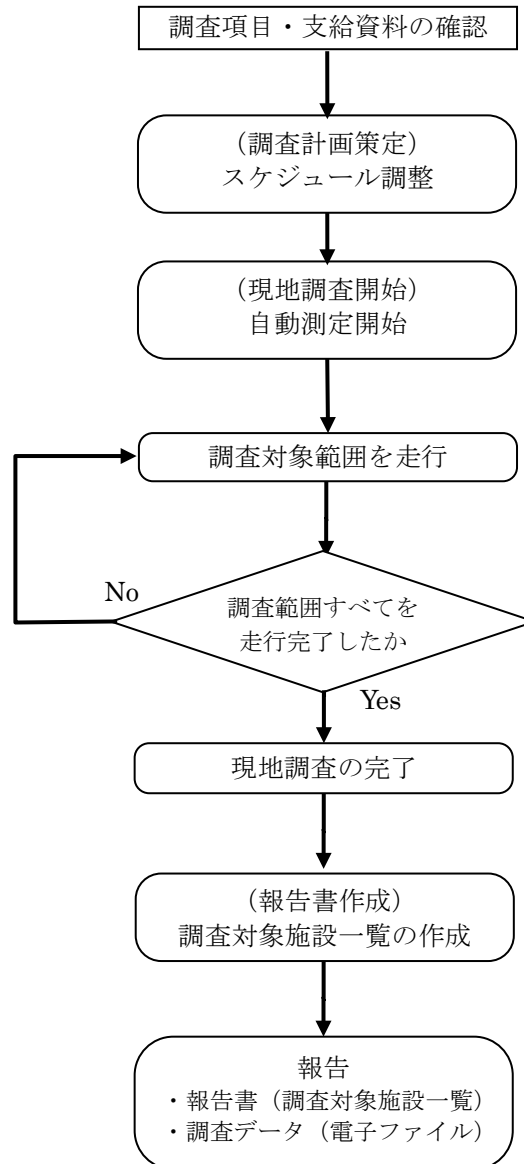 調査項目・支給資料の確認
（調査計画策定）
スケジュール調整
（現地調査開始）
自動測定開始
調査対象範囲を走行
No
調査範囲すべてを
走行完了したか
Yes
現地調査の完了
（報告書作成）
調査対象施設一覧の作成
報告
・報告書（調査対象施設一覧）
・調査データ（電子ファイル）